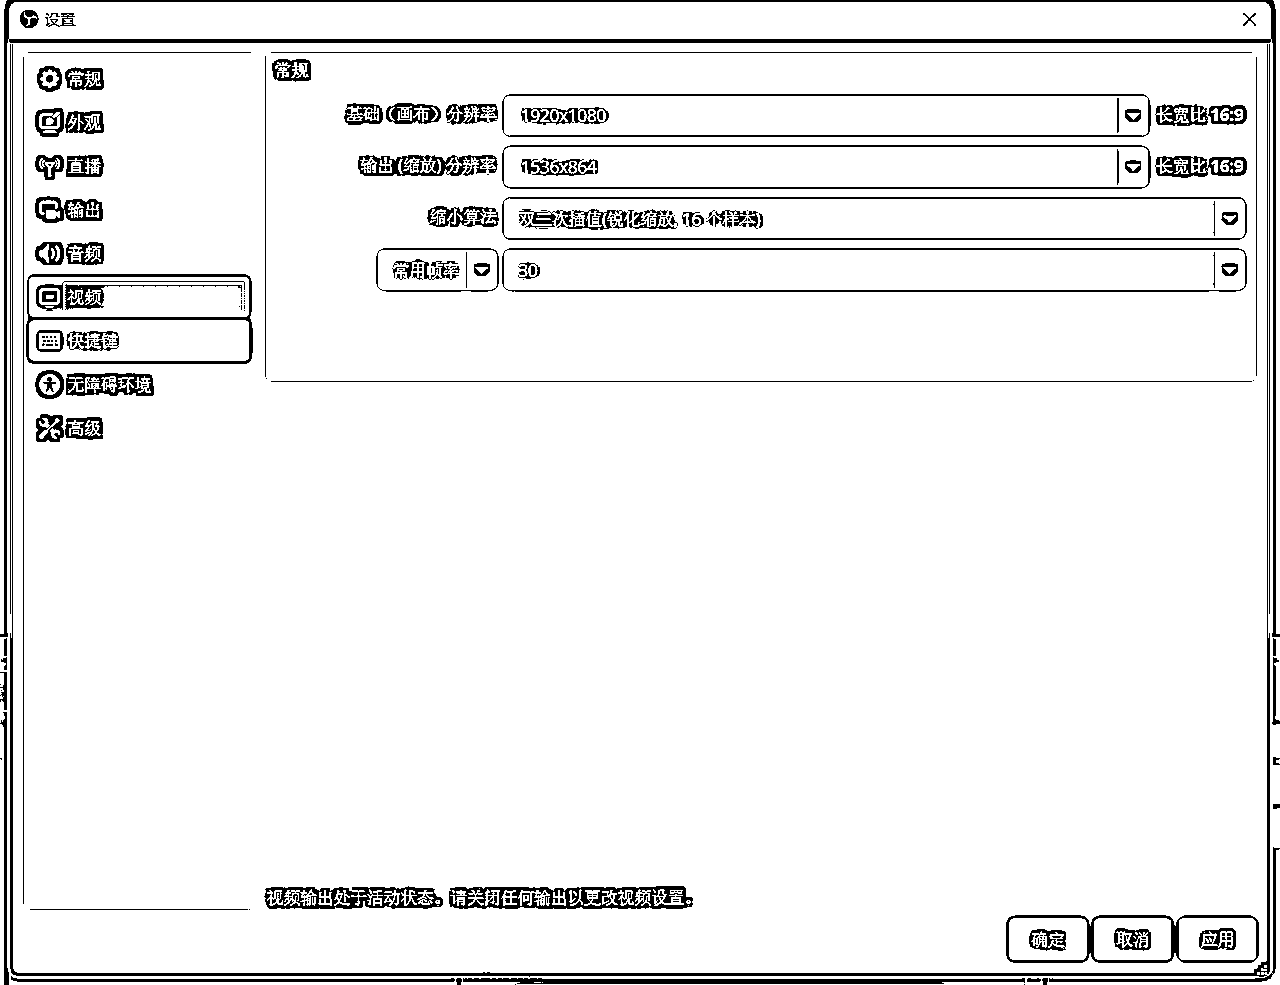 设置
常规
外观
直播
输出
音频
视频
快捷键
无障碍环境
高级
常规
基础（画布）分辨率 1920x1080 长宽比 16:9
输出(缩放)分辨率 1536x864 长宽比 16:9
缩小算法 双三次插值(锐化缩放, 16 个样本)
常用帧率 30
视频输出处于活动状态。请关闭任何输出以更改视频设置。
确定 取消 应用